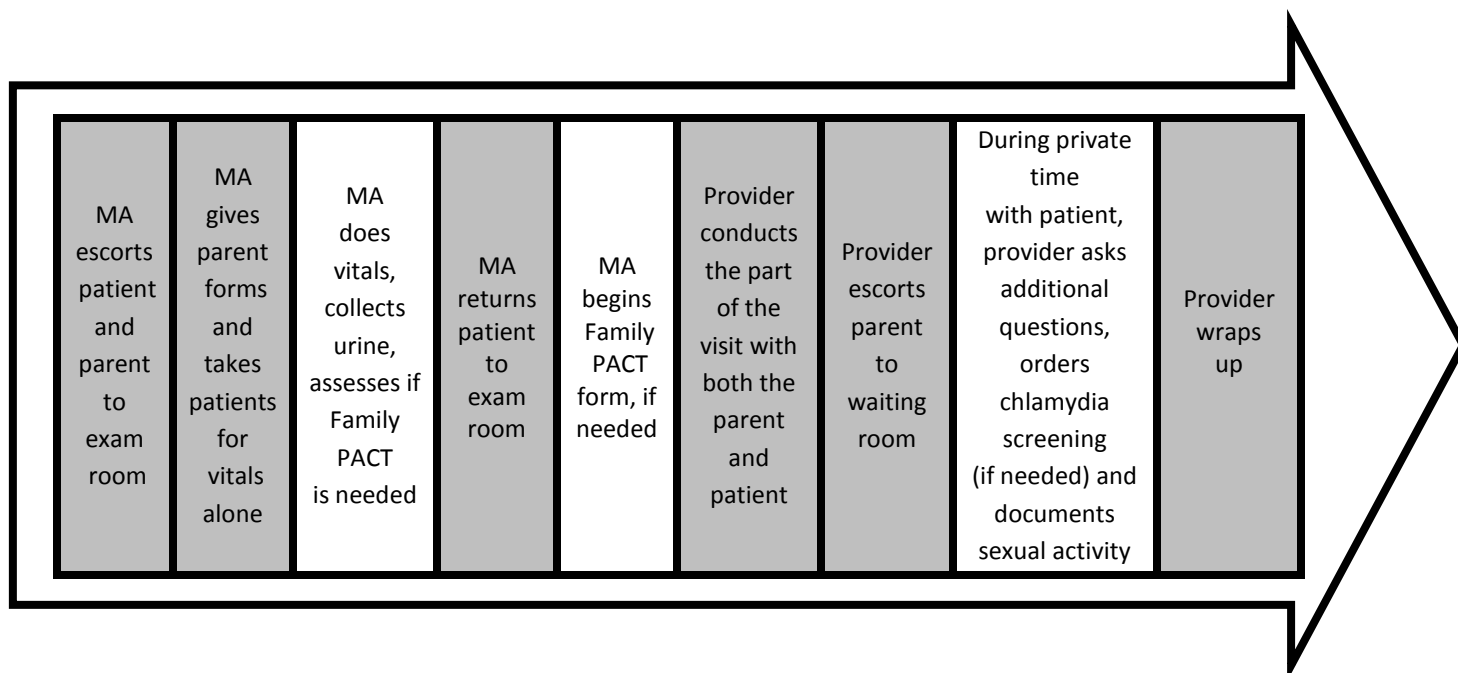 MA
escorts
patient
and
parent
to
exam
room
MA
gives
parent
forms
and
takes
patients
for
vitals
alone
MA
does
vitals,
collects
urine,
assesses if
Family
PACT
is needed
MA
returns
patient
to
exam
room
MA
begins
Family
PACT
form, if
needed
Provider
conducts
the part
of the
visit with
both the
parent
and
patient
Provider
escorts
parent
to
waiting
room
During private
time
with patient,
provider asks
additional
questions,
orders
chlamydia
screening
(if needed) and
documents
sexual activity
Provider
wraps
up